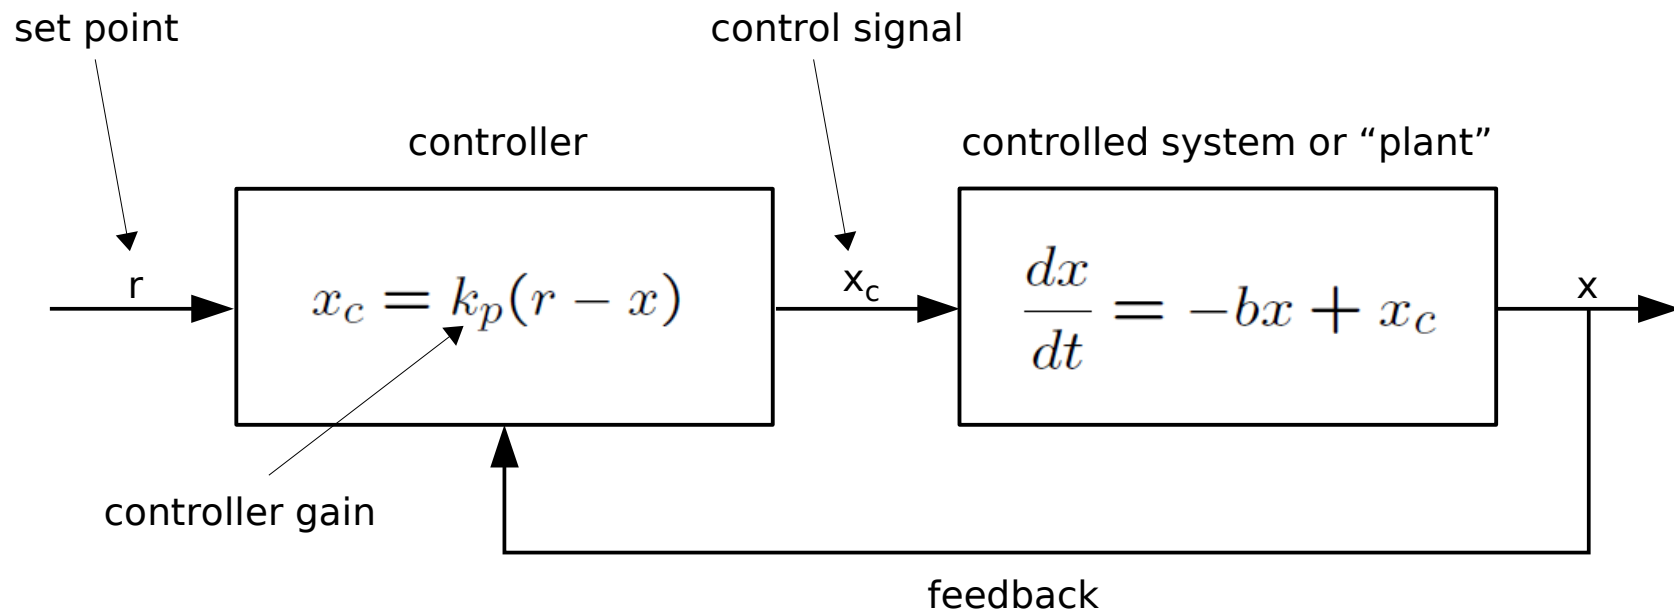 set point
control signal
controller
controlled system or “plant”
r
x_c = k_p(r − x)
x_c
dx/dt = −bx + x_c
x
controller gain
feedback